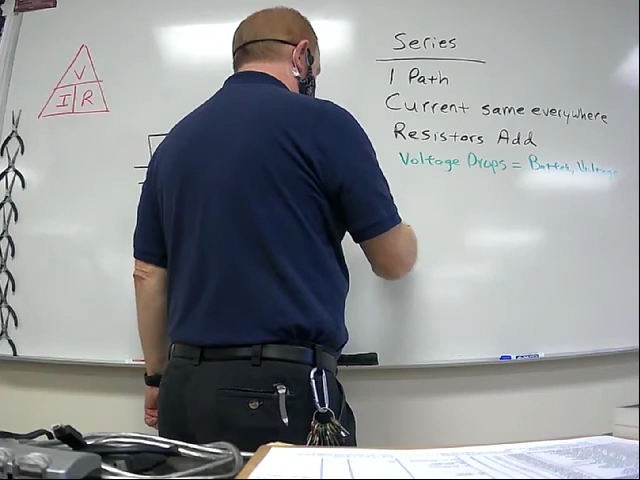 Series
1 Path
Current same everywhere
Resistors Add
Voltage Drops =
V
I R